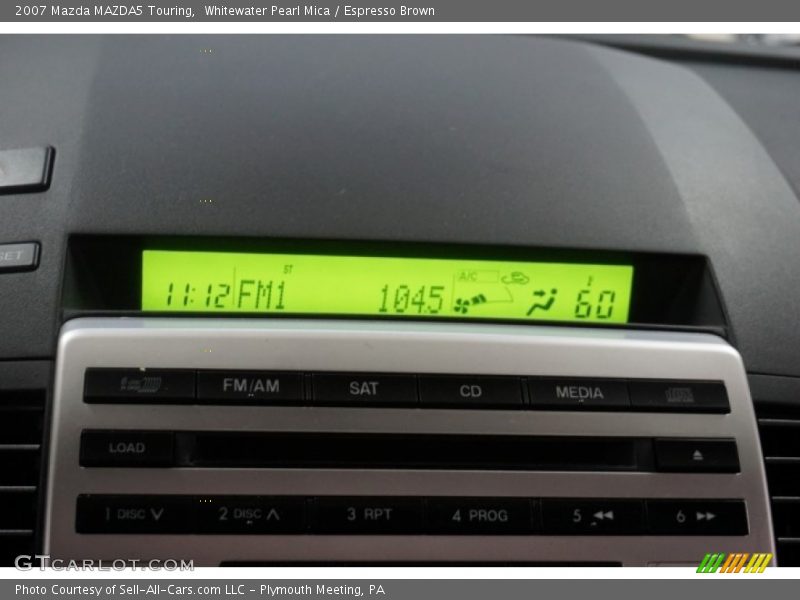 2007 Mazda MAZDA5 Touring,  Whitewater Pearl Mica / Espresso Brown
ST
11:12 FM1 104.5 A/C 60
FM/AM SAT CD MEDIA
LOAD
1 DISC 2 DISC 3 RPT 4 PROG 5 6
GTCARLOT.COM
Photo Courtesy of Sell-All-Cars.com LLC - Plymouth Meeting, PA